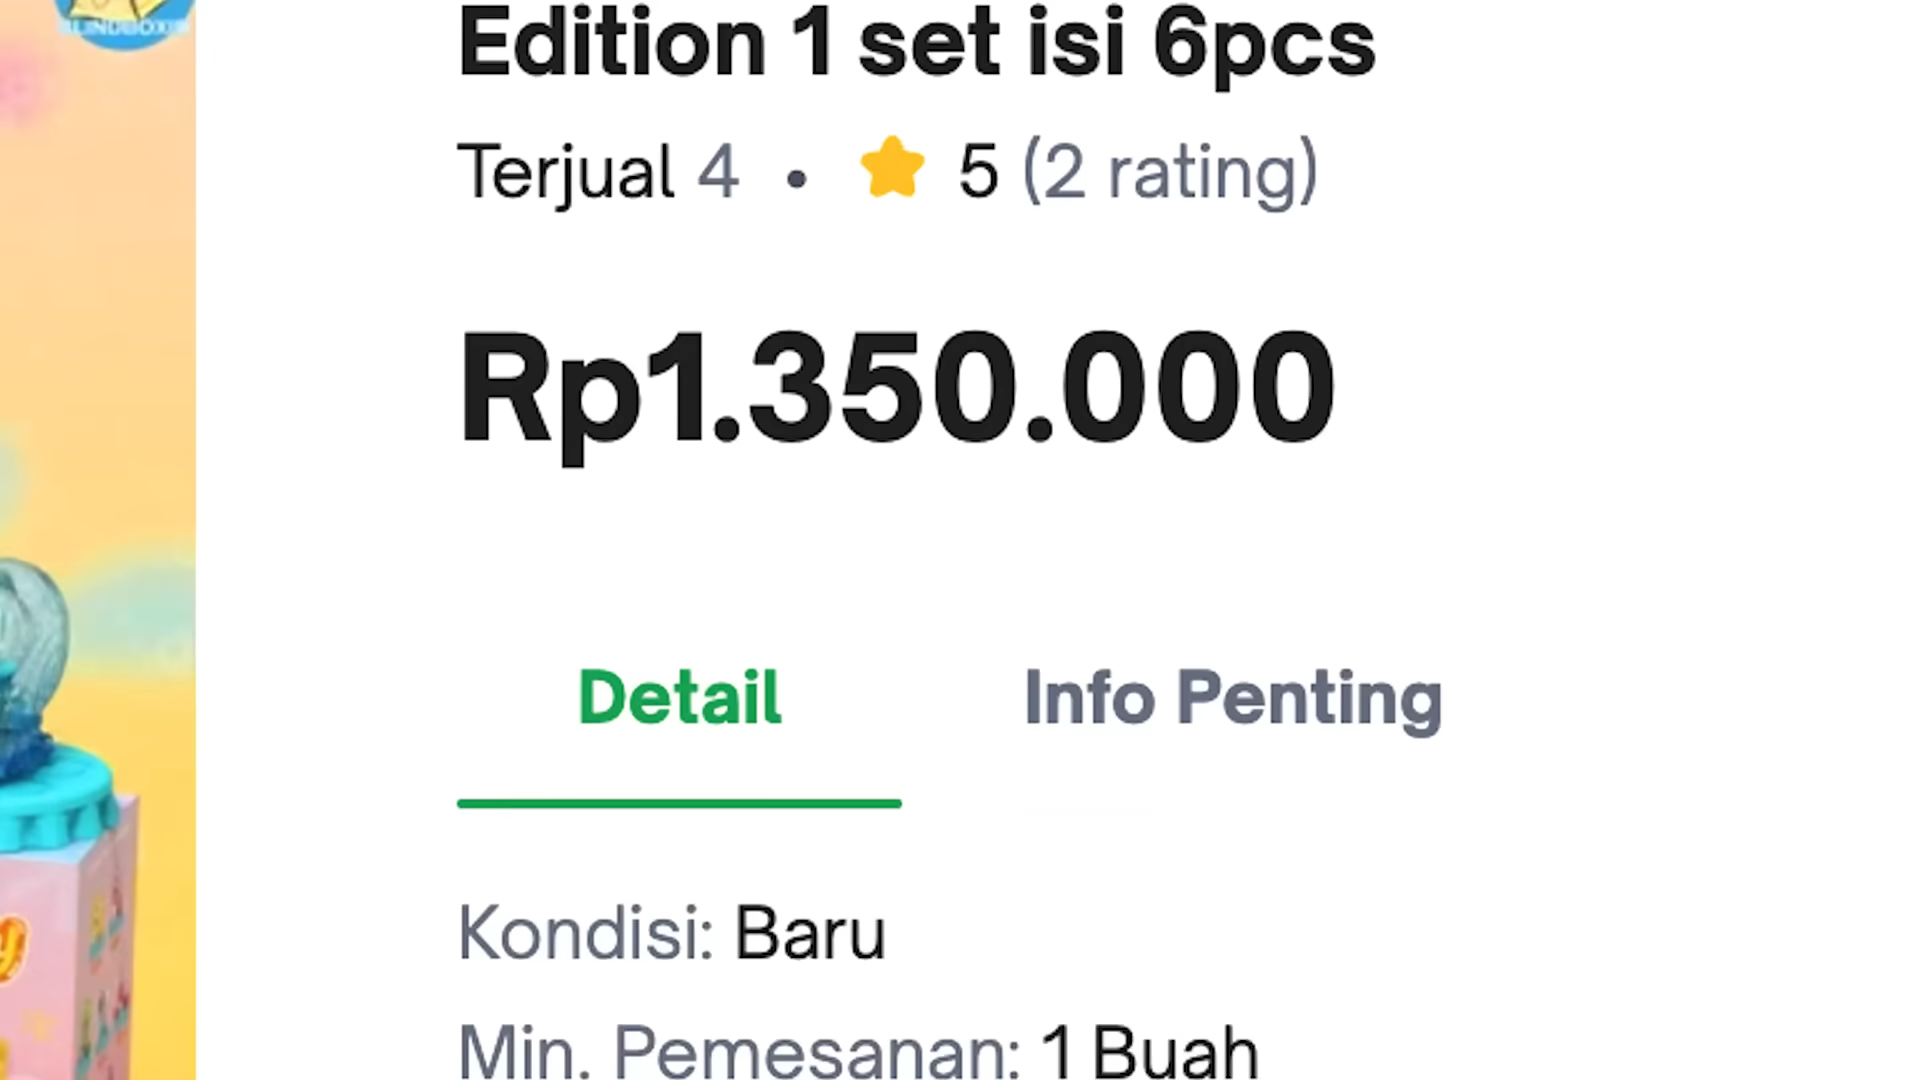 Edition 1 set isi 6pcs
Terjual 4 • 5 (2 rating)
Rp1.350.000
Detail
Info Penting
Kondisi: Baru
Min. Pemesanan: 1 Buah